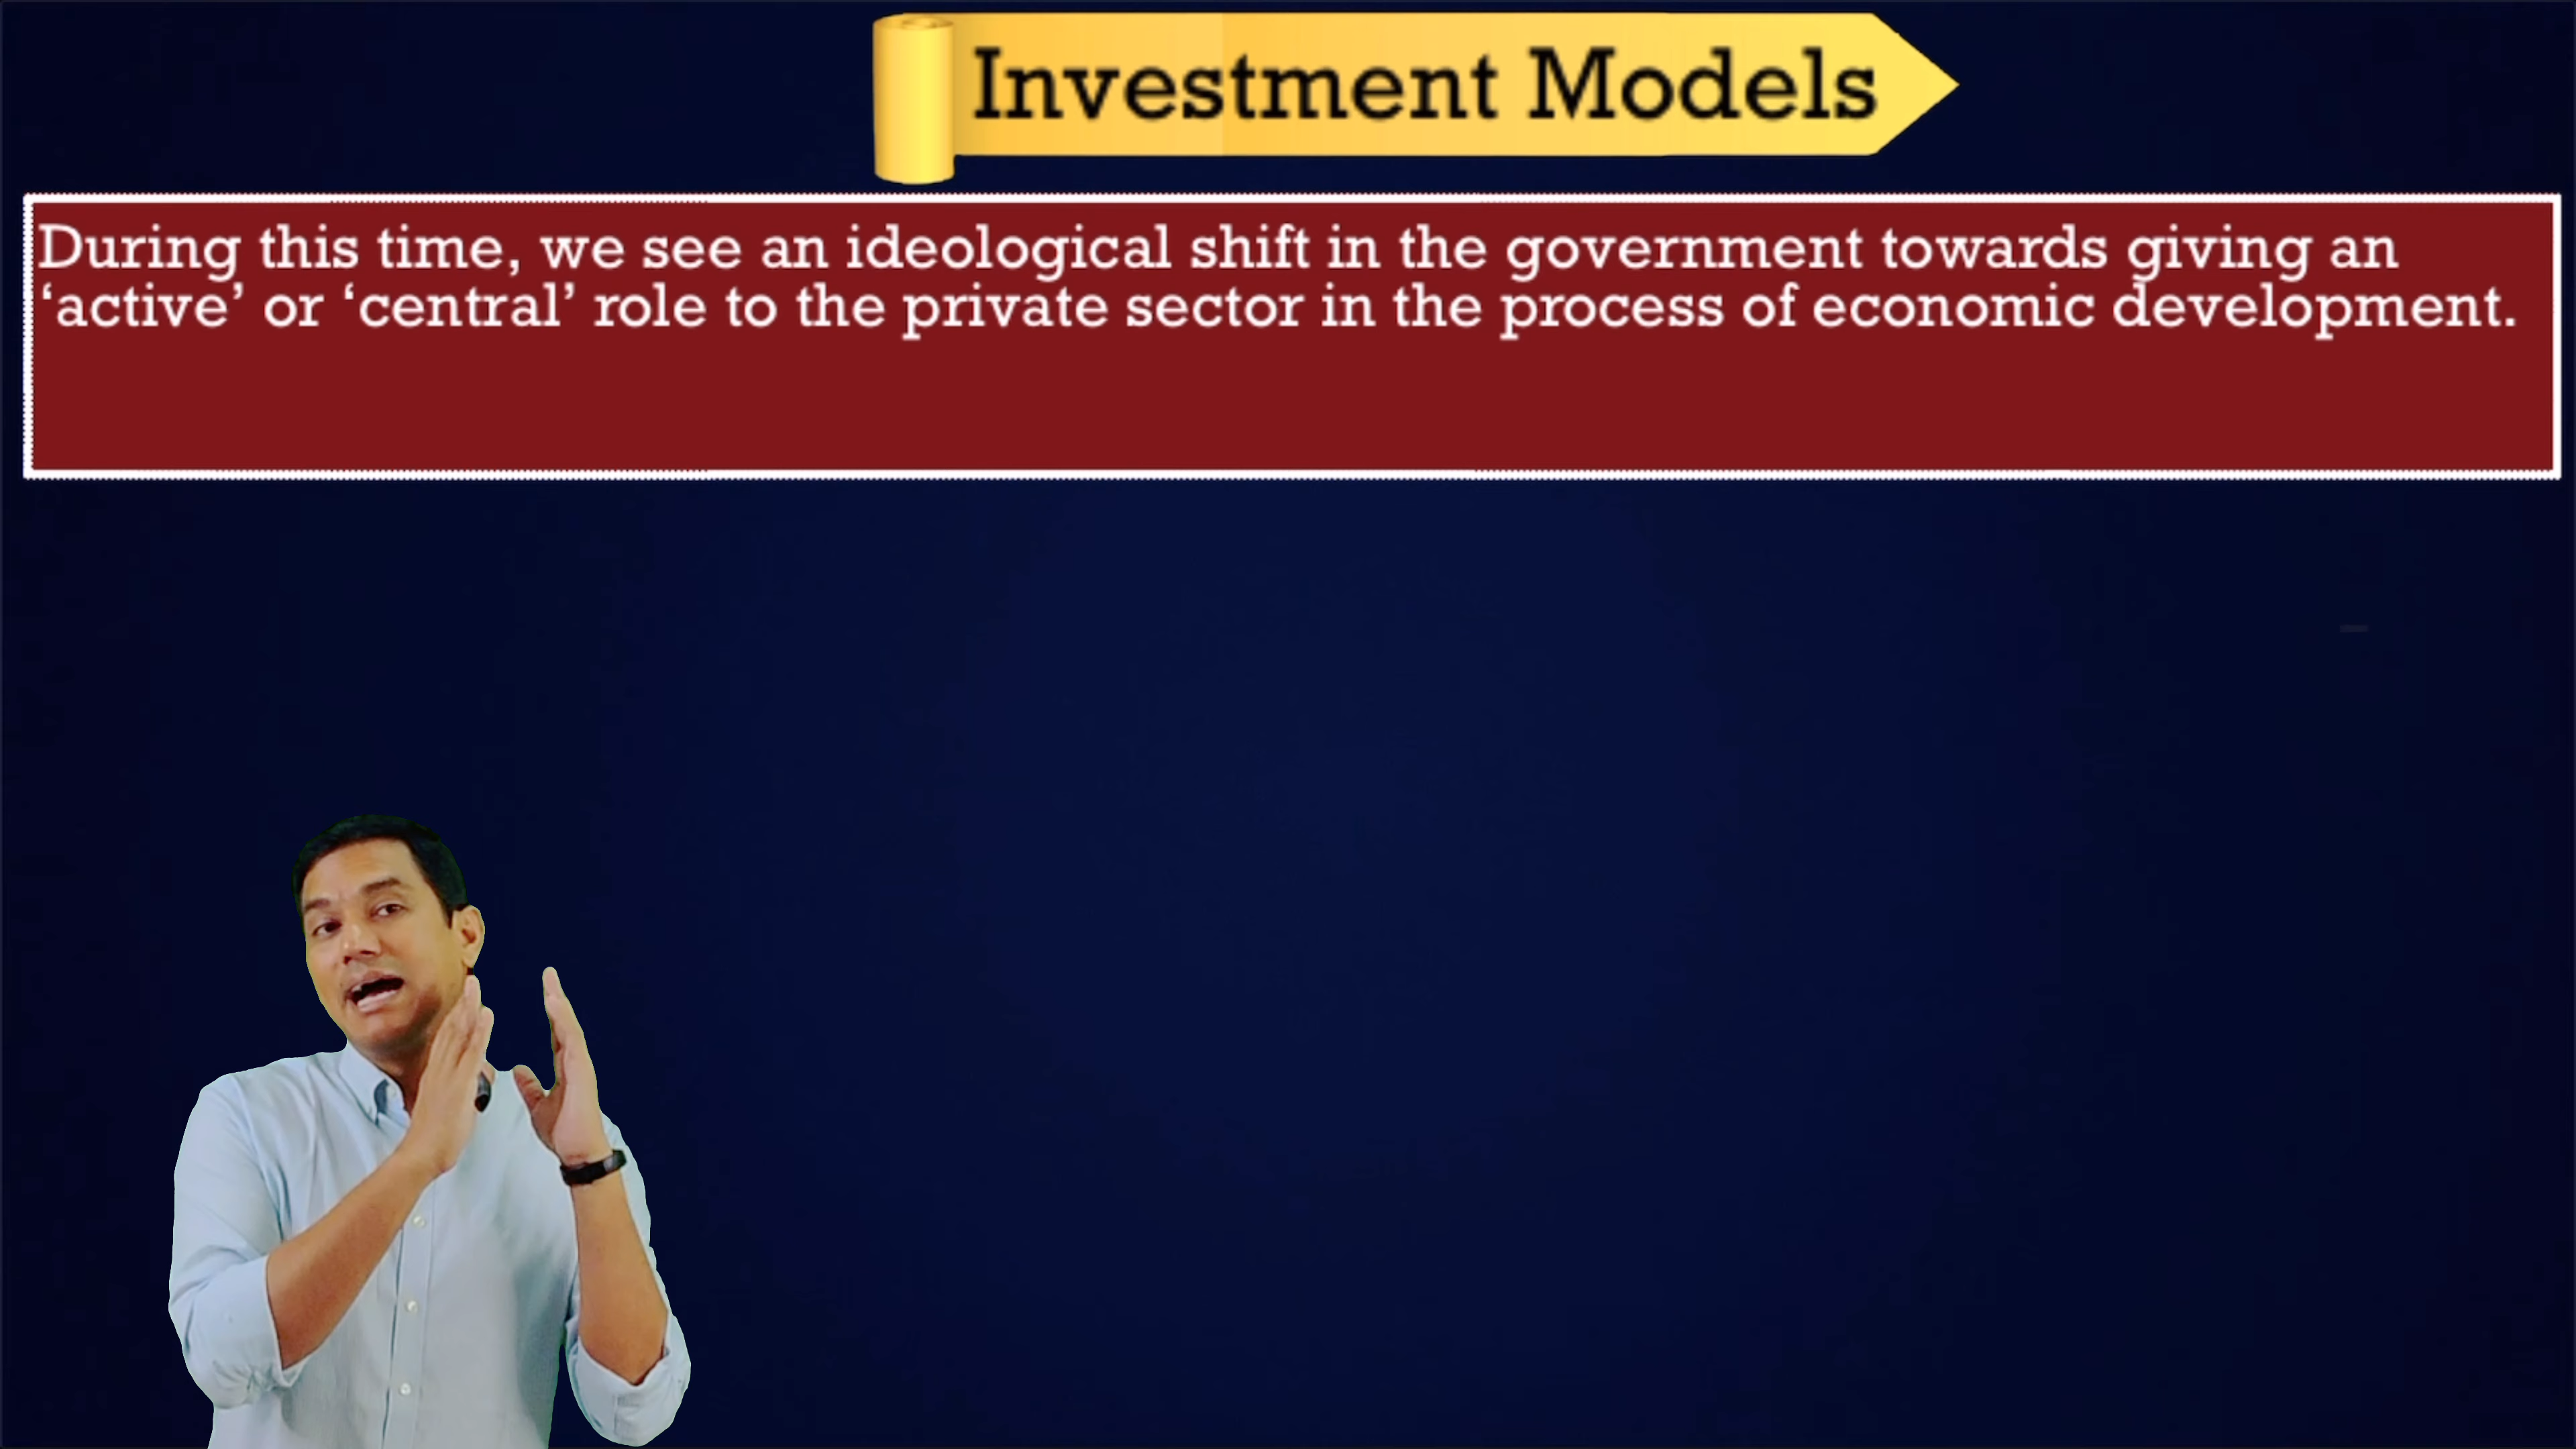 Investment Models
During this time, we see an ideological shift in the government towards giving an
‘active’ or ‘central’ role to the private sector in the process of economic development.